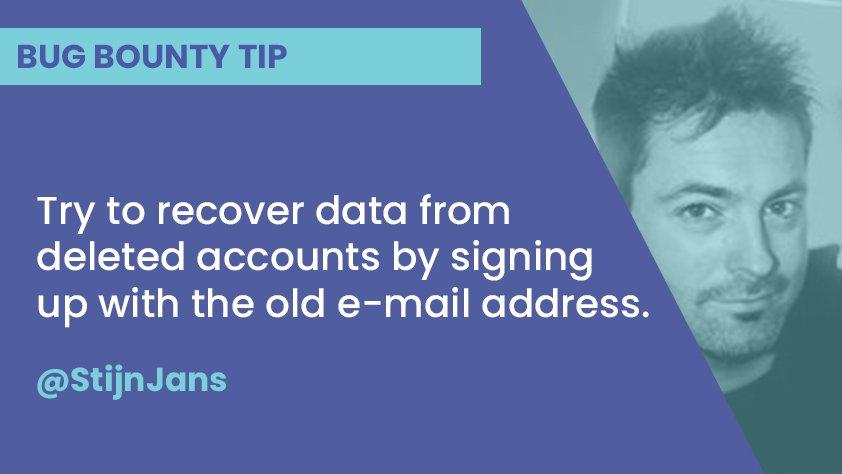 BUG BOUNTY TIP
Try to recover data from
deleted accounts by signing
up with the old e-mail address.
@StijnJans